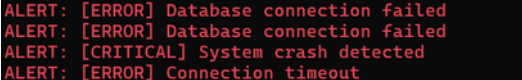 ALERT: [ERROR] Database connection failed
ALERT: [ERROR] Database connection failed
ALERT: [CRITICAL] System crash detected
ALERT: [ERROR] Connection timeout